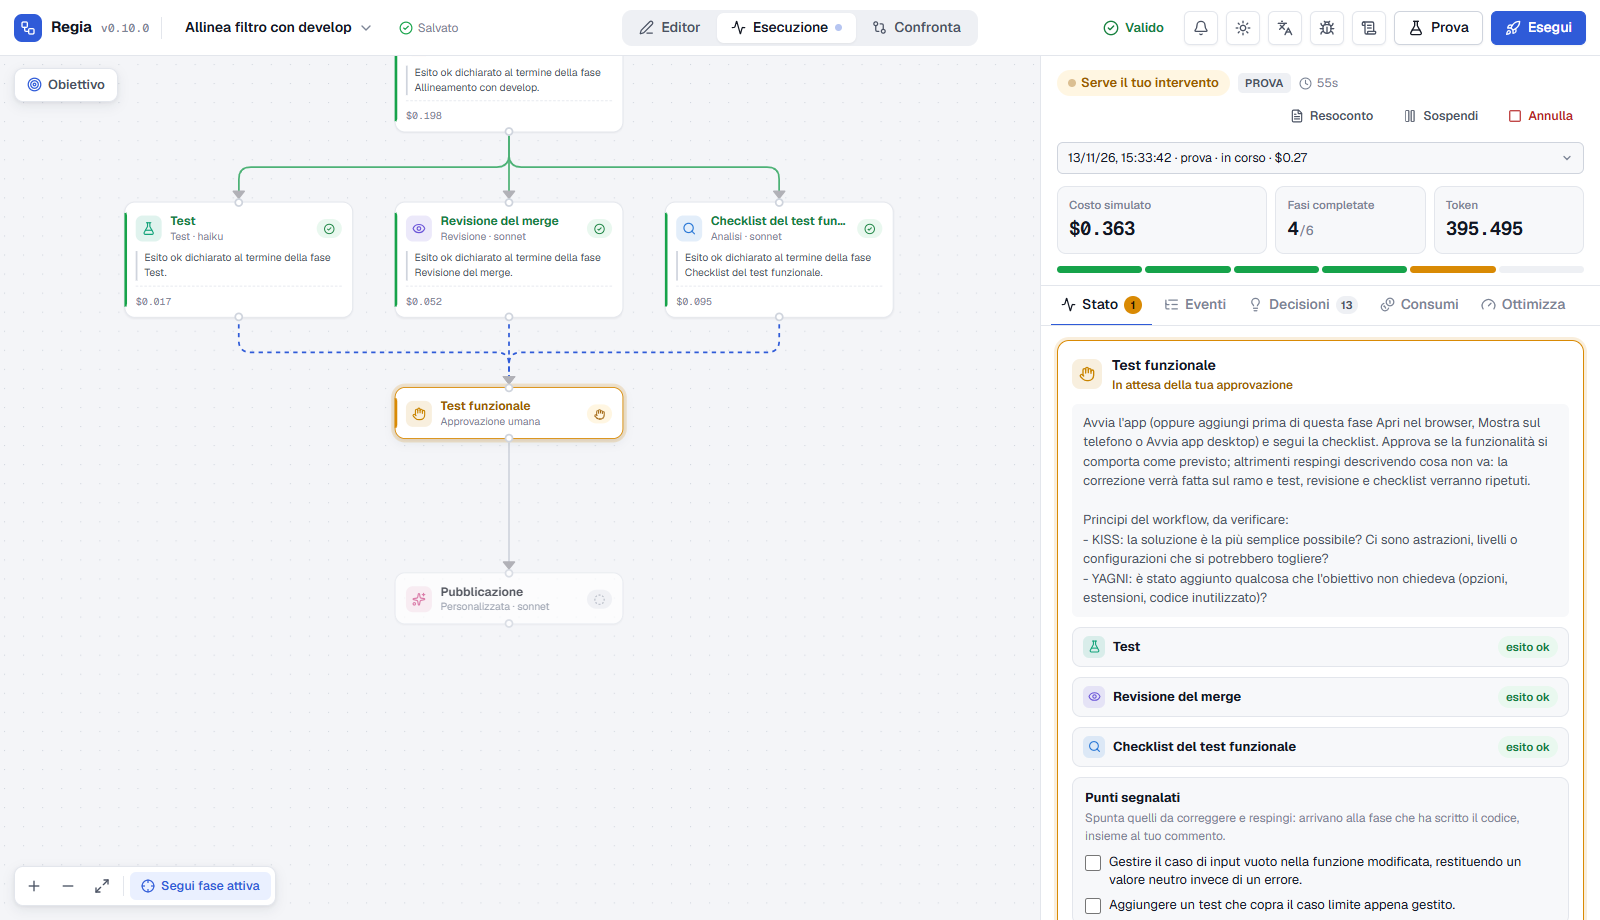 Regia v0.10.0
Allinea filtro con develop
Salvato
Editor
Esecuzione
Confronta
Valido
Prova
Esegui
Obiettivo
Esito ok dichiarato al termine della fase
Allineamento con develop.
$0.198
Test
Test · haiku
Esito ok dichiarato al termine della fase
Test.
$0.017
Revisione del merge
Revisione · sonnet
Esito ok dichiarato al termine della fase
Revisione del merge.
$0.052
Checklist del test fun...
Analisi · sonnet
Esito ok dichiarato al termine della fase
Checklist del test funzionale.
$0.095
Test funzionale
Approvazione umana
Pubblicazione
Personalizzata · sonnet
Segui fase attiva
Serve il tuo intervento
PROVA
55s
Resoconto
Sospendi
Annulla
13/11/26, 15:33:42 · prova · in corso · $0.27
Costo simulato
$0.363
Fasi completate
4/6
Token
395.495
Stato 1
Eventi
Decisioni 13
Consumi
Ottimizza
Test funzionale
In attesa della tua approvazione
Avvia l'app (oppure aggiungi prima di questa fase Apri nel browser, Mostra sul
telefono o Avvia app desktop) e segui la checklist. Approva se la funzionalità si
comporta come previsto; altrimenti respingi descrivendo cosa non va: la
correzione verrà fatta sul ramo e test, revisione e checklist verranno ripetuti.
Principi del workflow, da verificare:
- KISS: la soluzione è la più semplice possibile? Ci sono astrazioni, livelli o
configurazioni che si potrebbero togliere?
- YAGNI: è stato aggiunto qualcosa che l'obiettivo non chiedeva (opzioni,
estensioni, codice inutilizzato)?
Test
esito ok
Revisione del merge
esito ok
Checklist del test funzionale
esito ok
Punti segnalati
Spunta quelli da correggere e respingi: arrivano alla fase che ha scritto il codice,
insieme al tuo commento.
Gestire il caso di input vuoto nella funzione modificata, restituendo un
valore neutro invece di un errore.
Aggiungere un test che copra il caso limite appena gestito.